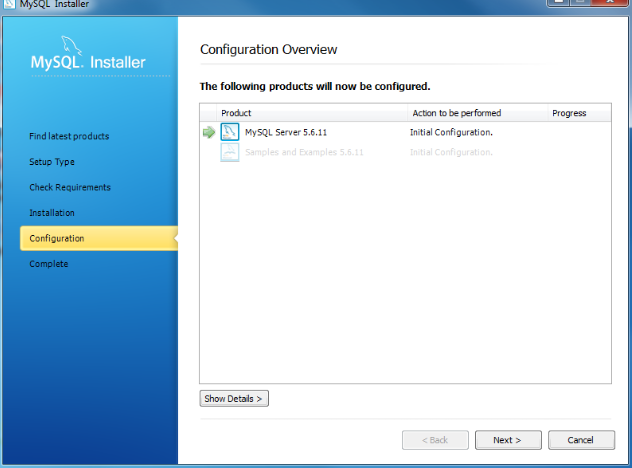 MySQL Installer
MySQL. Installer
Configuration Overview
The following products will now be configured.
Product Action to be performed Progress
MySQL Server 5.6.11 Initial Configuration.
Samples and Examples 5.6.11 Initial Configuration.
Find latest products
Setup Type
Check Requirements
Installation
Configuration
Complete
Show Details >
< Back Next > Cancel